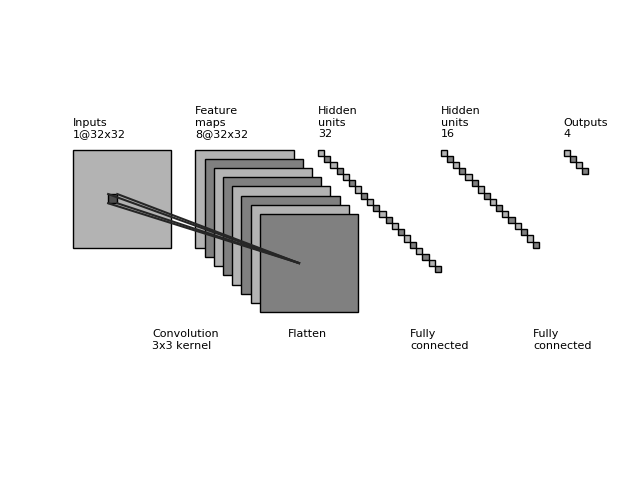 Inputs
1@32x32
Feature
maps
8@32x32
Hidden
units
32
Hidden
units
16
Outputs
4
Convolution
3x3 kernel
Flatten
Fully
connected
Fully
connected